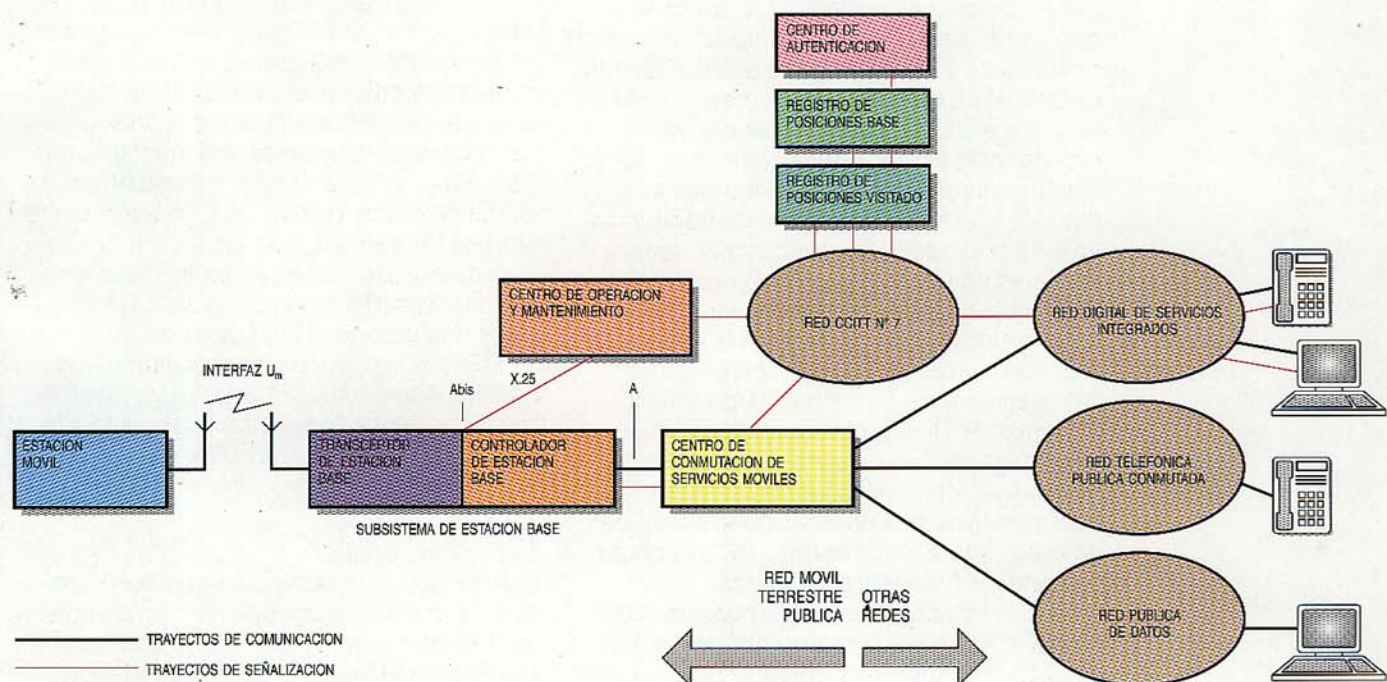 CENTRO DE
AUTENTICACION
REGISTRO DE
POSICIONES BASE
REGISTRO DE
POSICIONES VISITADO
CENTRO DE OPERACION
Y MANTENIMIENTO
RED CCITT N° 7
RED DIGITAL DE SERVICIOS
INTEGRADOS
INTERFAZ Um
Abis
X.25
A
ESTACION
MOVIL
TRANSCEPTOR
DE ESTACION
BASE
CONTROLADOR
DE ESTACION
BASE
CENTRO DE
CONMUTACION DE
SERVICIOS MOVILES
RED TELEFONICA
PUBLICA CONMUTADA
SUBSISTEMA DE ESTACION BASE
RED MOVIL
TERRESTRE
PUBLICA
OTRAS
REDES
RED PUBLICA
DE DATOS
TRAYECTOS DE COMUNICACION
TRAYECTOS DE SEÑALIZACION